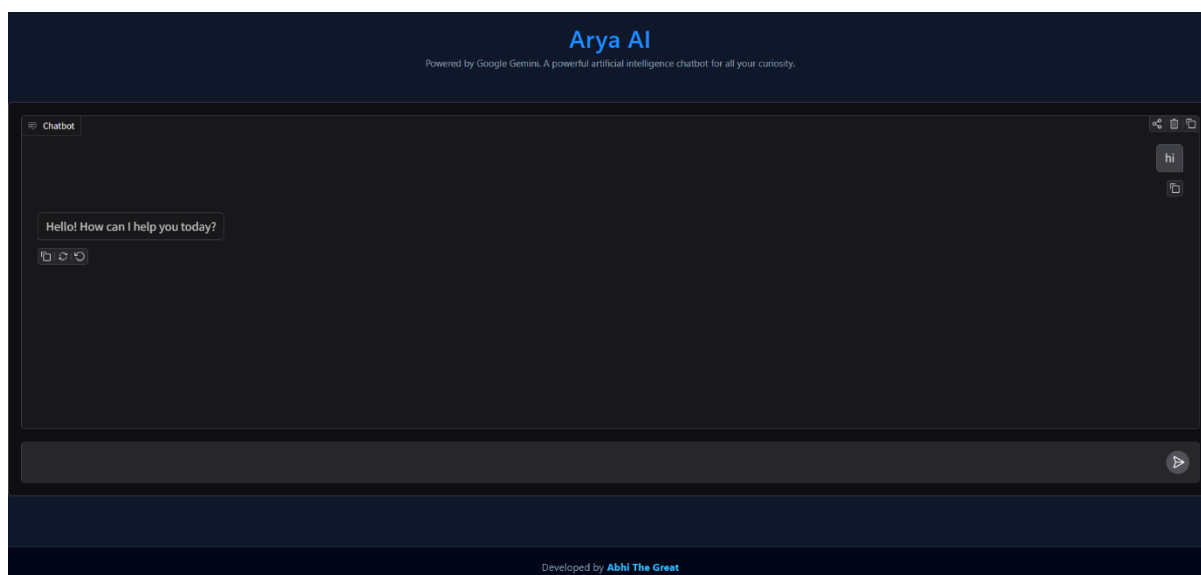 Arya AI
Powered by Google Gemini. A powerful artificial intelligence chatbot for all your curiosity.
Chatbot
hi
Hello! How can I help you today?
Developed by Abhi The Great